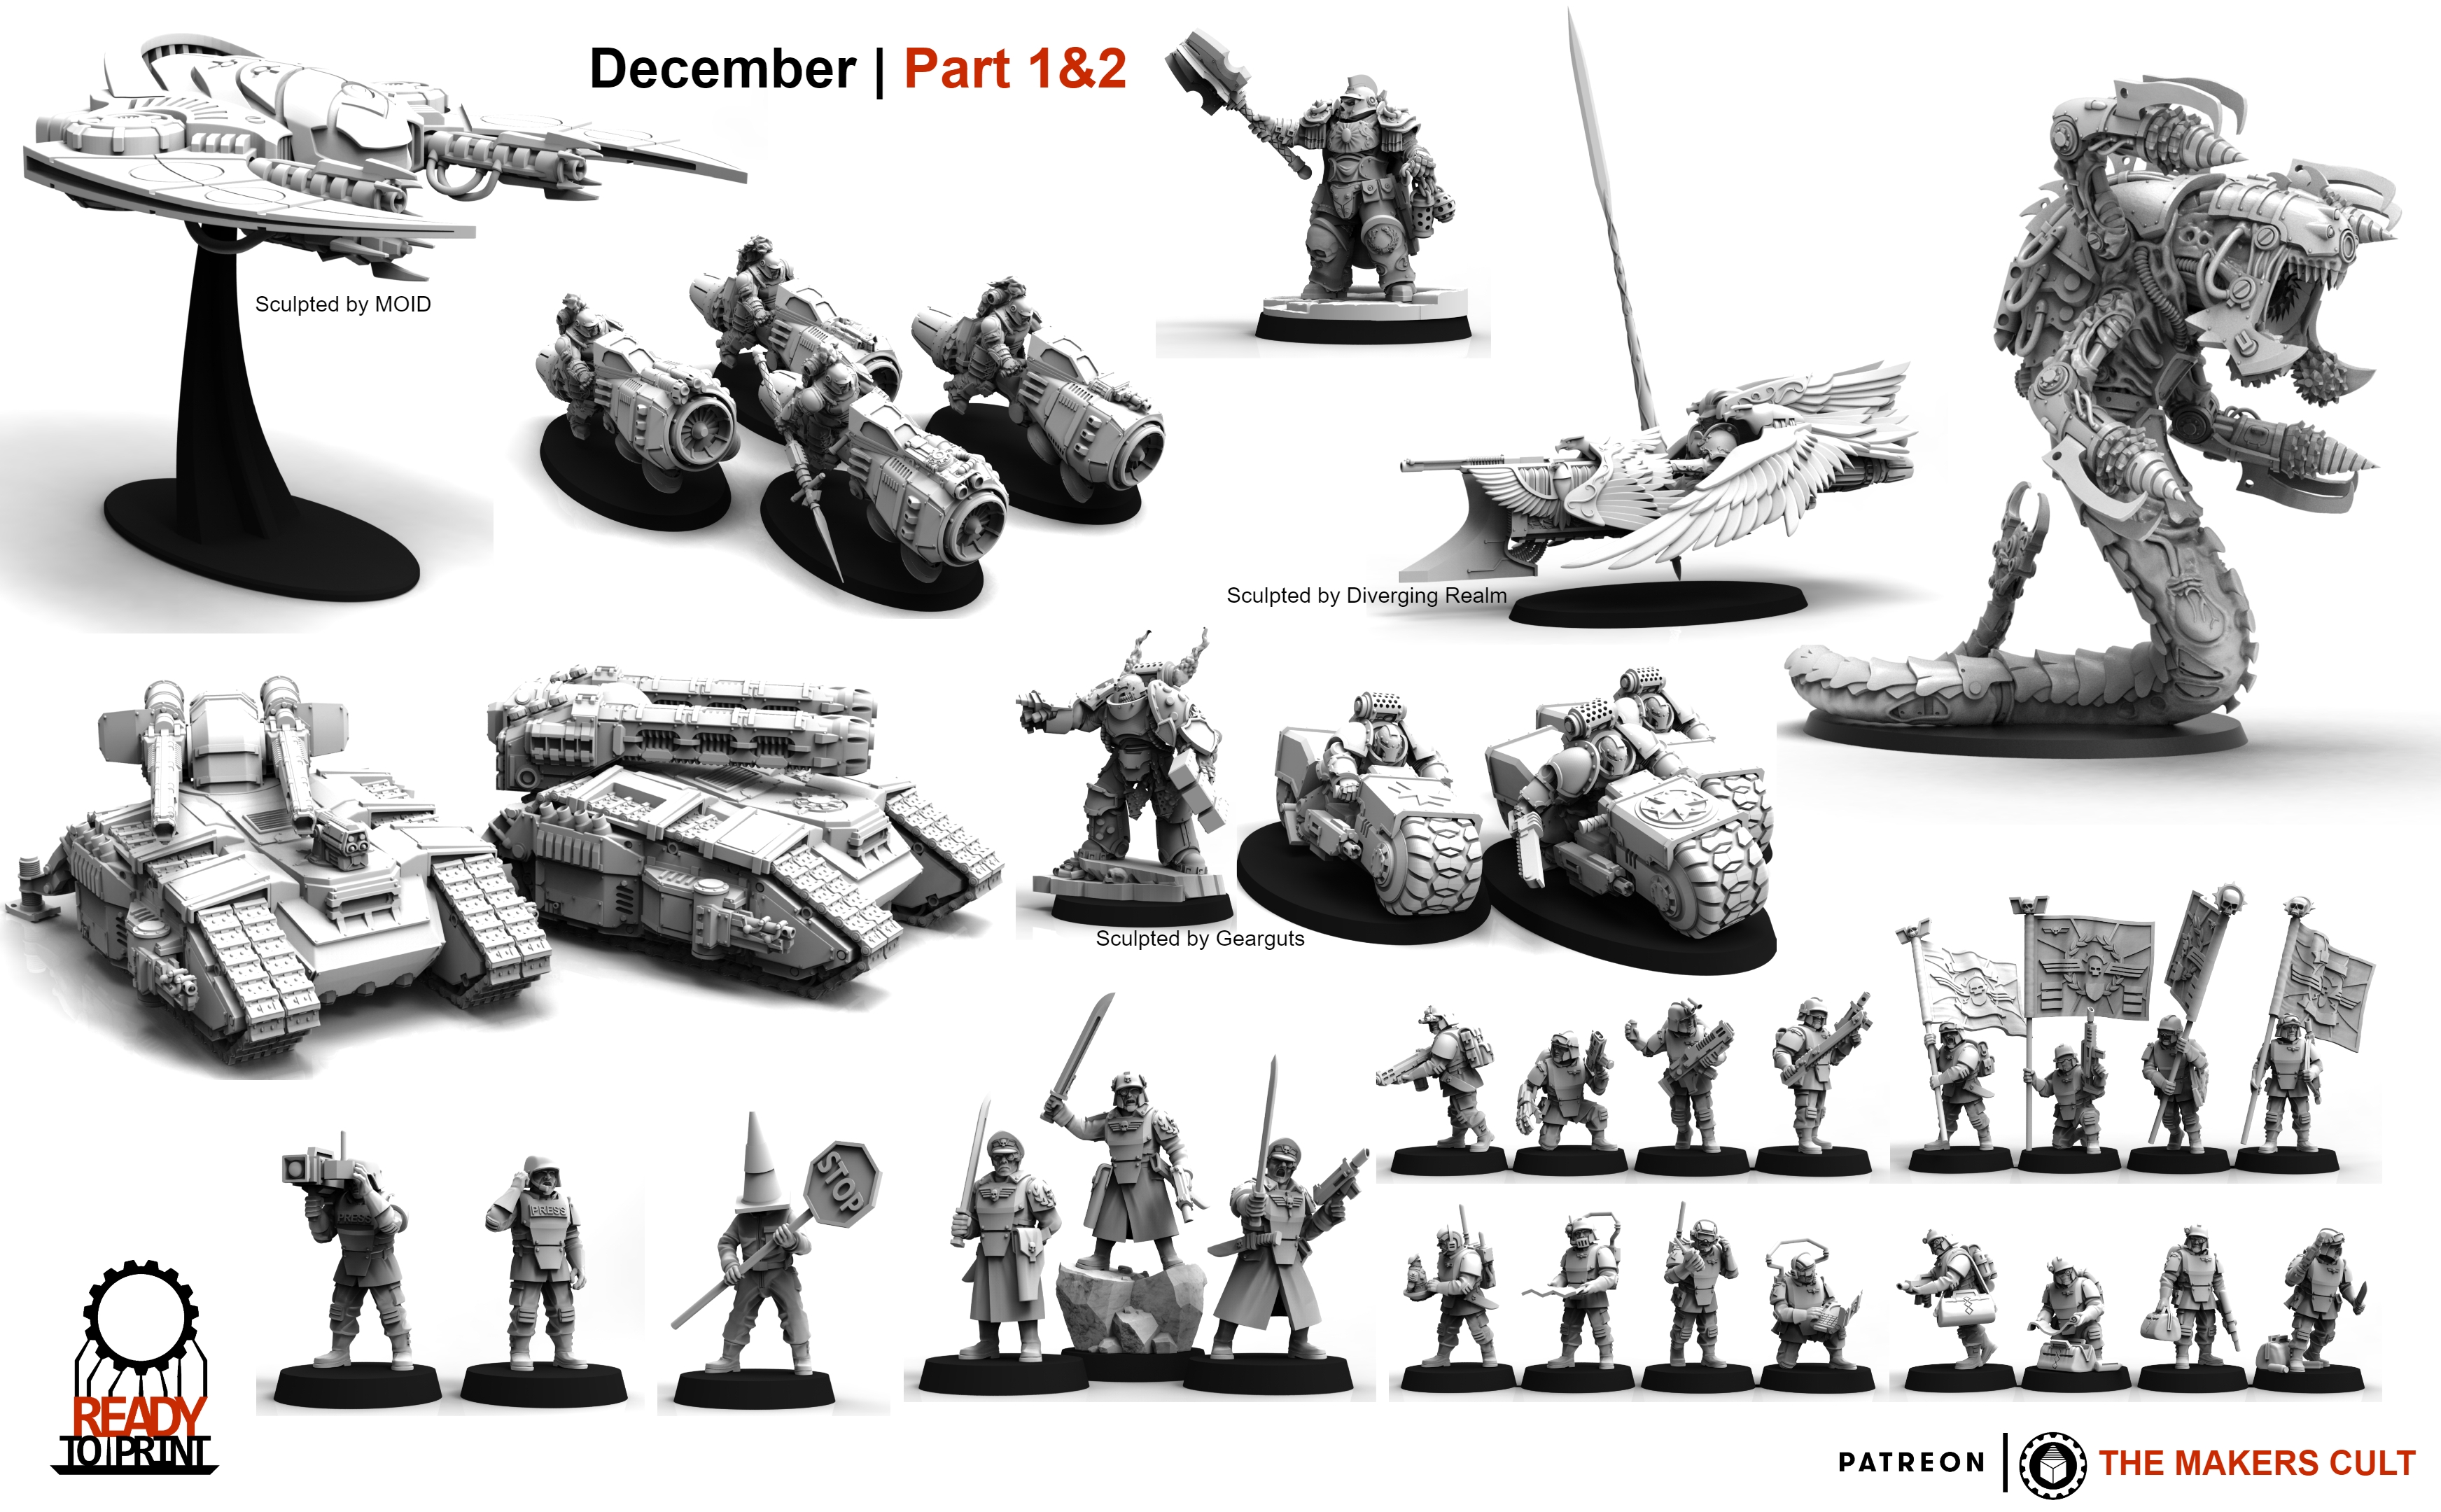 December | Part 1&2
Sculpted by MOID
Sculpted by Diverging Realm
Sculpted by Gearguts
STOP
PRESS
PRESS
READY
TO PRINT
PATREON | THE MAKERS CULT